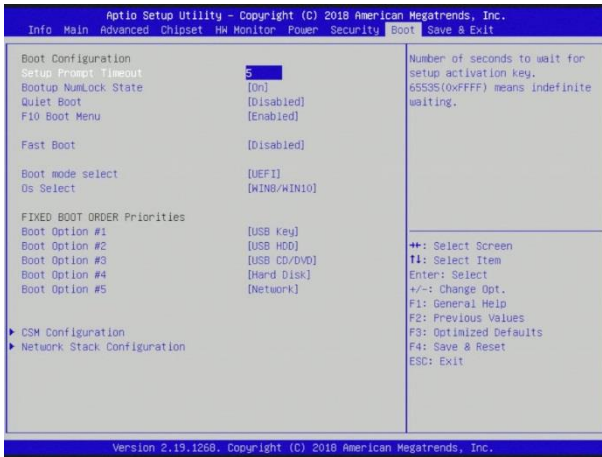 Aptio Setup Utility – Copyright (C) 2018 American Megatrends, Inc.
Info Main Advanced Chipset HW Monitor Power Security Boot Save & Exit
Boot Configuration
Setup Prompt Timeout 5
Bootup NumLock State [On]
Quiet Boot [Disabled]
F10 Boot Menu [Enabled]
Fast Boot [Disabled]
Boot mode select [UEFI]
Os Select [WIN8/WIN10]
FIXED BOOT ORDER Priorities
Boot Option #1 [USB Key]
Boot Option #2 [USB HDD]
Boot Option #3 [USB CD/DVD]
Boot Option #4 [Hard Disk]
Boot Option #5 [Network]
▶ CSM Configuration
▶ Network Stack Configuration
Number of seconds to wait for
setup activation key.
65535(0xFFFF) means indefinite
waiting.
→←: Select Screen
↑↓: Select Item
Enter: Select
+/-: Change Opt.
F1: General Help
F2: Previous Values
F3: Optimized Defaults
F4: Save & Reset
ESC: Exit
Version 2.19.1268. Copyright (C) 2018 American Megatrends, Inc.